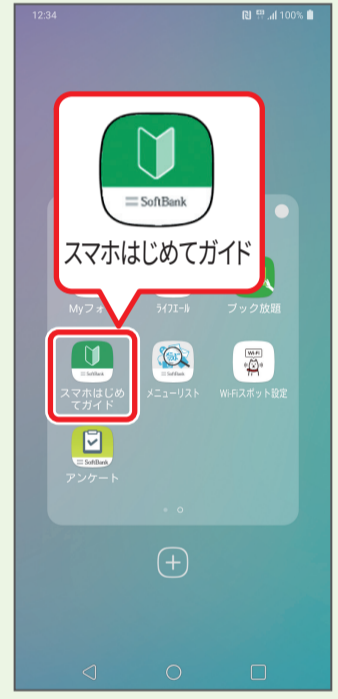 12:34
100%
SoftBank
スマホはじめてガイド
Myフォ
ライフエール
ブック放題
SoftBank
スマホはじめ
てガイド
SoftBank
メニューリスト
Wi-Fi
Wi-Fiスポット設定
SoftBank
アンケート